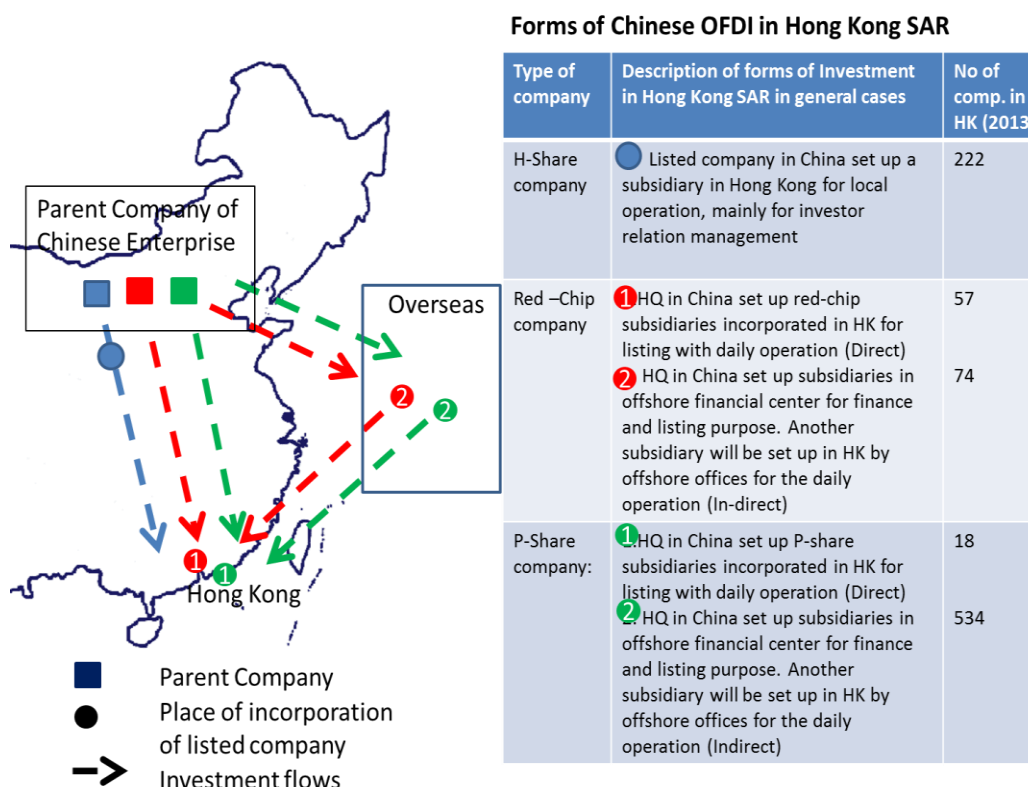 Forms of Chinese OFDI in Hong Kong SAR
Parent Company of
Chinese Enterprise
Overseas
2
2
1
1
Hong Kong
Parent Company
Place of incorporation
of listed company
Investment flows
Type of
company
Description of forms of Investment
in Hong Kong SAR in general cases
No of
comp. in
HK (2013
H-Share
company
Listed company in China set up a
subsidiary in Hong Kong for local
operation, mainly for investor
relation management
222
Red –Chip
company
1 HQ in China set up red-chip
subsidiaries incorporated in HK for
listing with daily operation (Direct)
57
2 HQ in China set up subsidiaries in
offshore financial center for finance
and listing purpose. Another
subsidiary will be set up in HK by
offshore offices for the daily
operation (In-direct)
74
P-Share
company:
1 HQ in China set up P-share
subsidiaries incorporated in HK for
listing with daily operation (Direct)
18
2 HQ in China set up subsidiaries in
offshore financial center for finance
and listing purpose. Another
subsidiary will be set up in HK by
offshore offices for the daily
operation (Indirect)
534